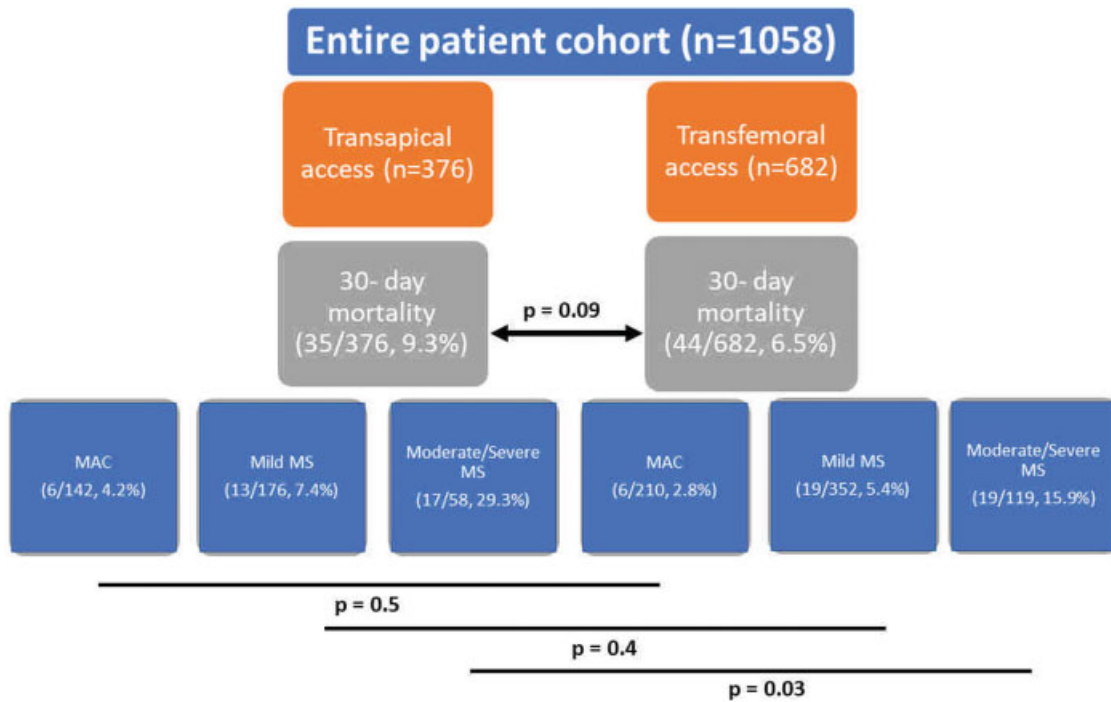 Entire patient cohort (n=1058)
Transapical
access (n=376)
Transfemoral
access (n=682)
30- day
mortality
(35/376, 9.3%)
p = 0.09
30- day
mortality
(44/682, 6.5%)
MAC
(6/142, 4.2%)
Mild MS
(13/176, 7.4%)
Moderate/Severe
MS
(17/58, 29.3%)
MAC
(6/210, 2.8%)
Mild MS
(19/352, 5.4%)
Moderate/Severe
MS
(19/119, 15.9%)
p = 0.5
p = 0.4
p = 0.03